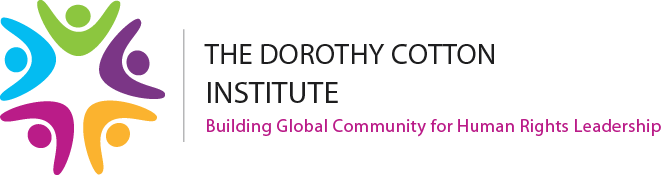 THE DOROTHY COTTON
INSTITUTE
Building Global Community for Human Rights Leadership